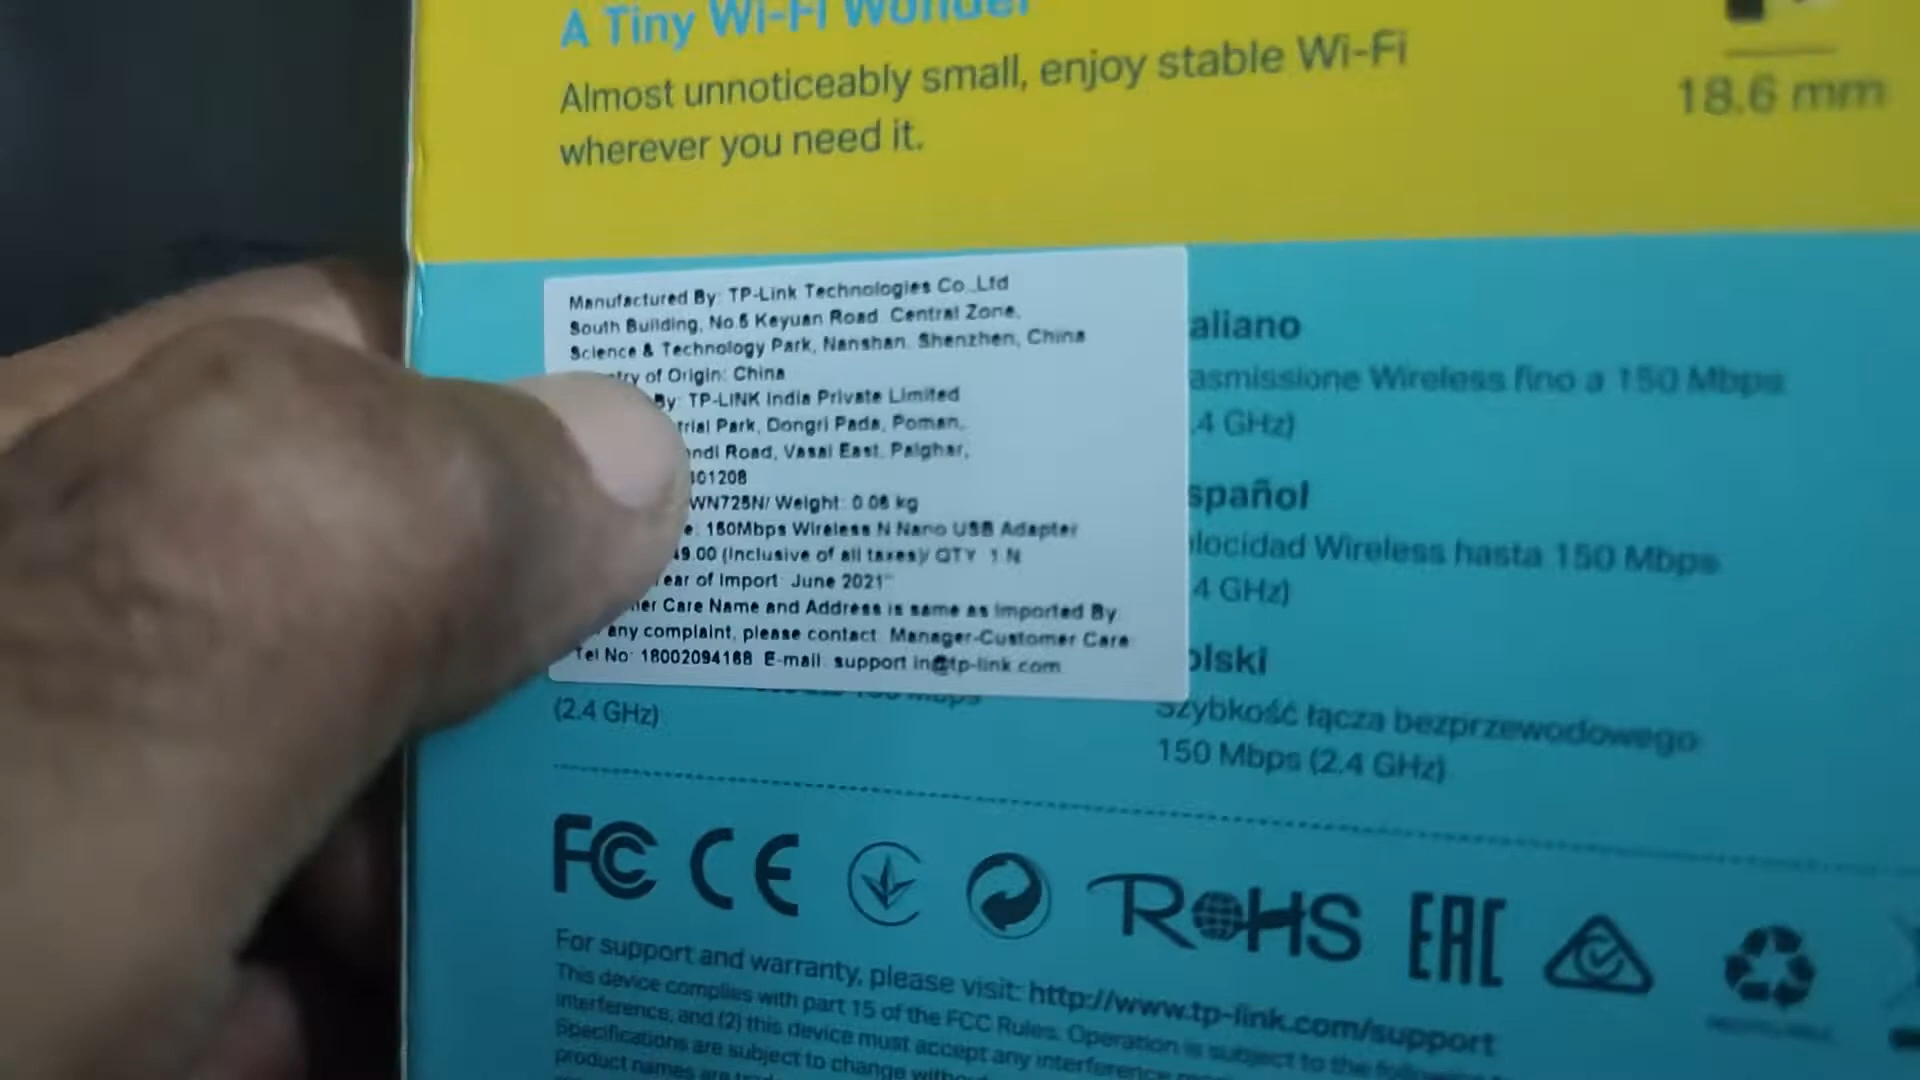 A Tiny Wi-Fi Wonder
Almost unnoticeably small, enjoy stable Wi-Fi
wherever you need it.
18.6 mm
Manufactured By: TP-Link Technologies Co.,Ltd
South Building, No.5 Keyuan Road Central Zone,
Science & Technology Park, Nanshan. Shenzhen, China
try of Origin: China
By: TP-LINK India Private Limited
trial Park, Dongri Pada, Poman,
ndi Road, Vasai East, Palghar,
401208
WN725N/ Weight: 0.06 kg
e: 150Mbps Wireless N Nano USB Adapter
49.00 (Inclusive of all taxes)/ QTY 1 N
ear of Import: June 2021
er Care Name and Address is same as Imported By
any complaint, please contact Manager-Customer Care
Tel No: 18002094168 E-mail: support.in@tp-link.com
(2.4 GHz)
aliano
asmissione Wireless fino a 150 Mbps
.4 GHz)
spañol
locidad Wireless hasta 150 Mbps
4 GHz)
olski
Szybkość łącza bezprzewodowego
150 Mbps (2.4 GHz)
FC CE RoHS EAC
For support and warranty, please visit: http://www.tp-link.com/support
This device complies with part 15 of the FCC Rules. Operation is subject to the following
interference, and (2) this device must accept any interference
Specifications are subject to change without
product names are